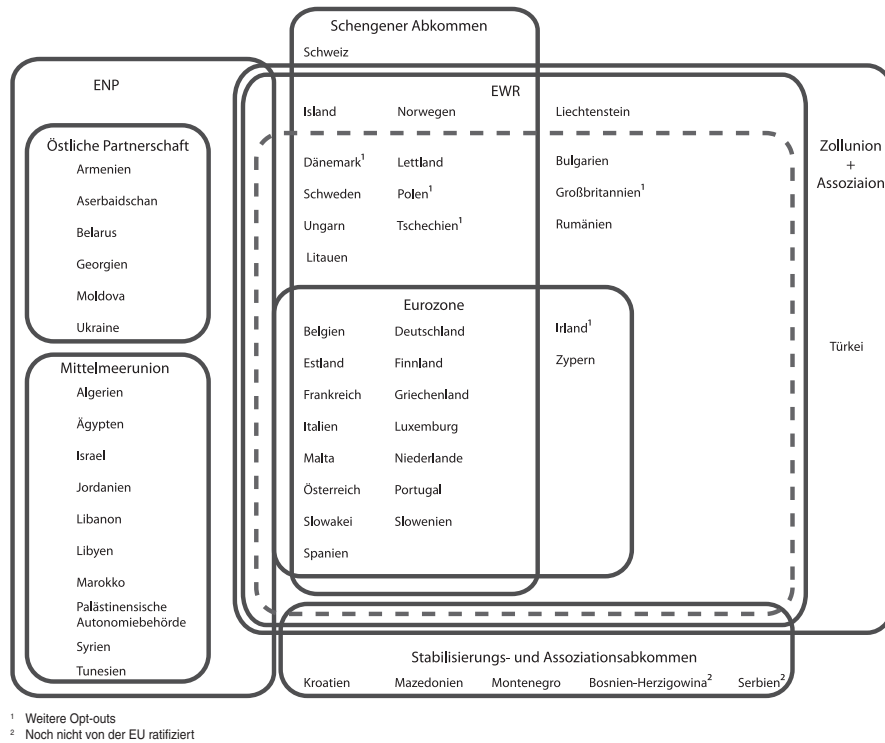 Schengener Abkommen
Schweiz
ENP
EWR
Island Norwegen Liechtenstein
Östliche Partnerschaft
Armenien
Aserbaidschan
Belarus
Georgien
Moldova
Ukraine
Dänemark¹ Lettland Bulgarien
Schweden Polen¹ Großbritannien¹
Ungarn Tschechien¹ Rumänien
Litauen
Zollunion
+
Assoziaion
Türkei
Eurozone
Belgien Deutschland Irland¹
Estland Finnland Zypern
Frankreich Griechenland
Italien Luxemburg
Malta Niederlande
Österreich Portugal
Slowakei Slowenien
Spanien
Mittelmeerunion
Algerien
Ägypten
Israel
Jordanien
Libanon
Libyen
Marokko
Palästinensische
Autonomiebehörde
Syrien
Tunesien
Stabilisierungs- und Assoziationsabkommen
Kroatien Mazedonien Montenegro Bosnien-Herzigowina² Serbien²
¹ Weitere Opt-outs
² Noch nicht von der EU ratifiziert